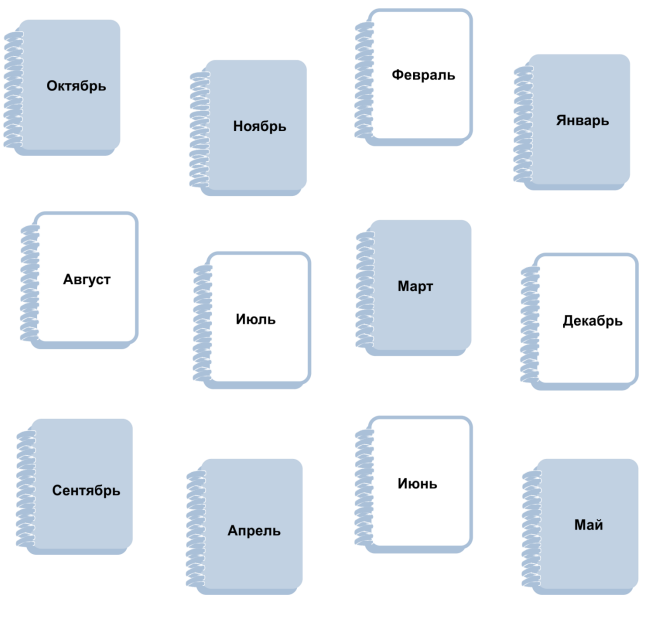 Октябрь
Ноябрь
Февраль
Январь
Август
Июль
Март
Декабрь
Сентябрь
Апрель
Июнь
Май